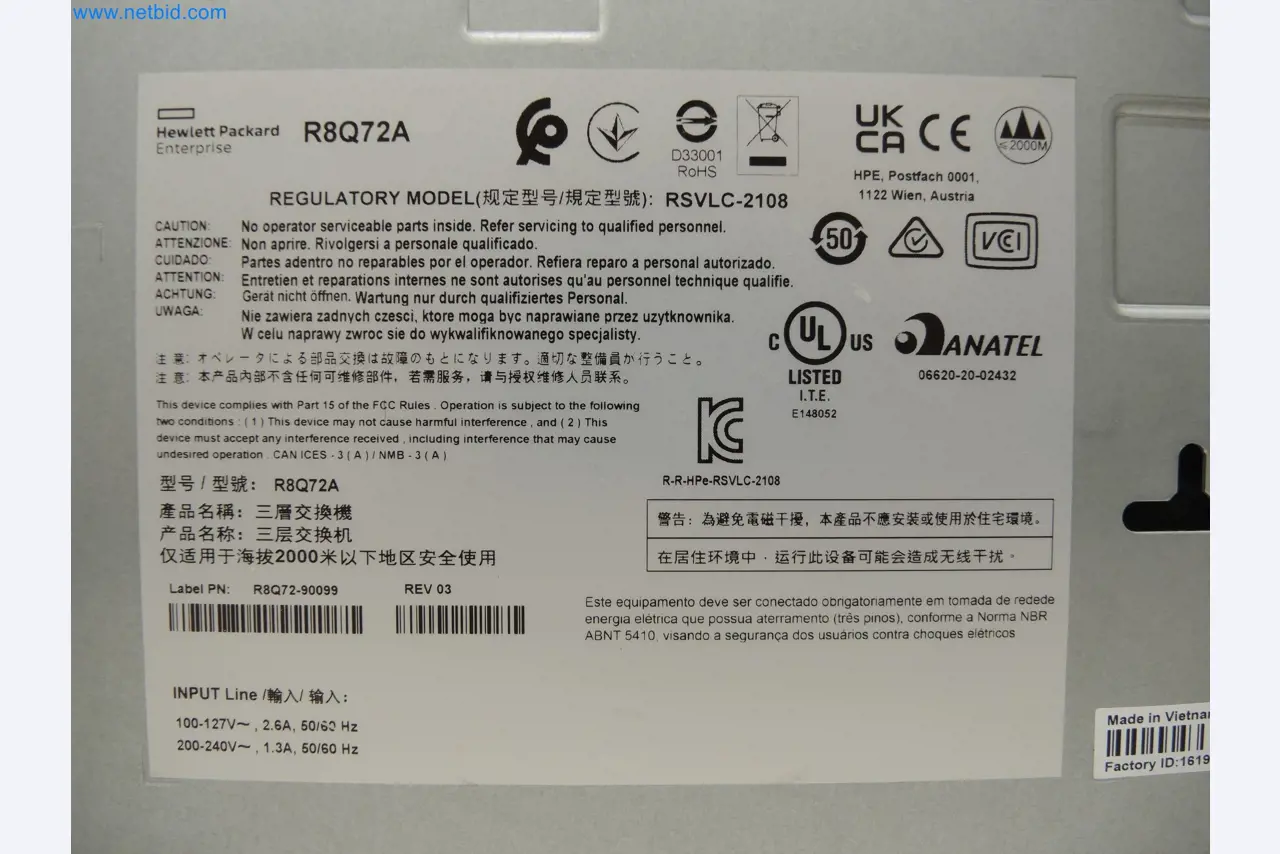 www.netbid.com
Hewlett Packard
Enterprise
R8Q72A
D33001
RoHS
UK
CA CE
≤2000M
HPE, Postfach 0001,
1122 Wien, Austria
REGULATORY MODEL(规定型号/規定型號): RSVLC-2108
CAUTION: No operator serviceable parts inside. Refer servicing to qualified personnel.
ATTENZIONE: Non aprire. Rivolgersi a personale qualificado.
CUIDADO: Partes adentro no reparables por el operador. Refiera reparo a personal autorizado.
ATTENTION: Entretien et reparations internes ne sont autorises qu'au personnel technique qualifie.
ACHTUNG: Gerät nicht öffnen. Wartung nur durch qualifiziertes Personal.
UWAGA: Nie zawiera zadnych czesci, ktore moga byc naprawiane przez uzytkownika.
W celu naprawy zwroc sie do wykwalifiknowanego specjalisty.
注 意: オペレータによる部品交換は故障のもとになります。適切な整備員か行うこと。
注 意: 本产品内部不含任何可维修部件，若需服务，请与授权维修人员联系。
50
VCCI
C UL US
LISTED
I.T.E.
E148052
ANATEL
06620-20-02432
This device complies with Part 15 of the FCC Rules . Operation is subject to the following
two conditions : ( 1 ) This device may not cause harmful interference , and ( 2 ) This
device must accept any interference received , including interference that may cause
undesired operation . CAN ICES - 3 ( A ) / NMB - 3 ( A )
R-R-HPe-RSVLC-2108
型号 / 型號: R8Q72A
產品名稱: 三層交換機
产品名称: 三层交换机
仅适用于海拔2000米以下地区安全使用
警告: 為避免電磁干擾，本產品不應安裝或使用於住宅環境。
在居住环境中，运行此设备可能会造成无线干扰。
Label PN: R8Q72-90099 REV 03
Este equipamento deve ser conectado obrigatoriamente em tomada de redede
energia elétrica que possua aterramento (três pinos), conforme a Norma NBR
ABNT 5410, visando a segurança dos usuários contra choques elétricos
INPUT Line /輸入/ 输入:
100-127V~ , 2.6A, 50/60 Hz
200-240V~ , 1.3A, 50/60 Hz
Made in Vietnam
Factory ID:1619